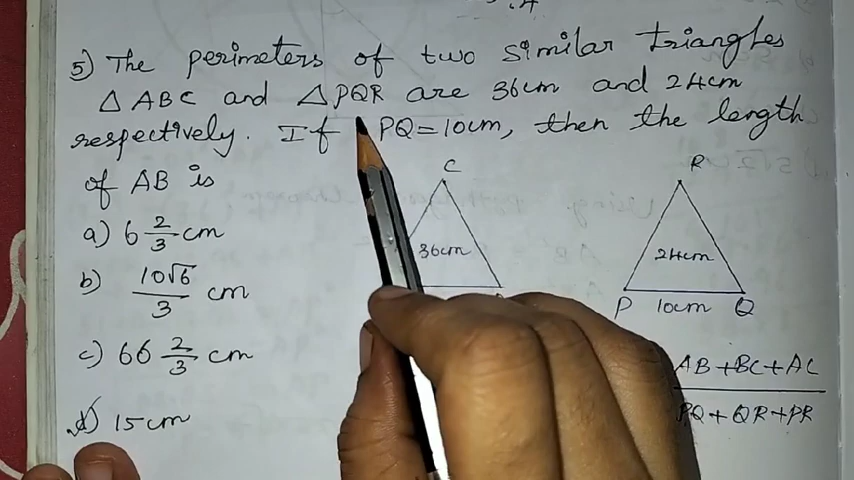 5) The perimeters of two similar triangles
△ABC and △PQR are 36cm and 24cm
respectively. If PQ=10cm, then the length
of AB is
C
R
a) 6 2/3 cm
36cm
24cm
b) 10√6/3 cm
P 10cm Q
c) 66 2/3 cm
AB+BC+AC
PQ+QR+PR
d) 15cm